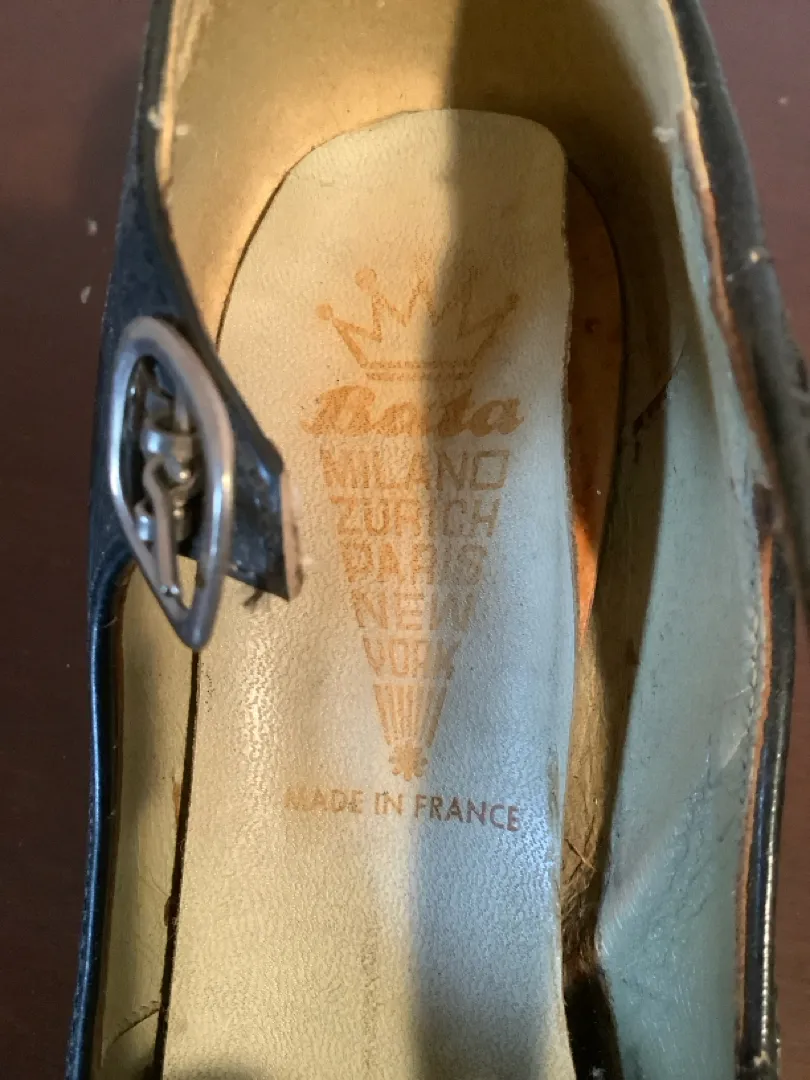 Bata
MILANO
ZURICH
PARIS
NEW
YORK
MADE IN FRANCE